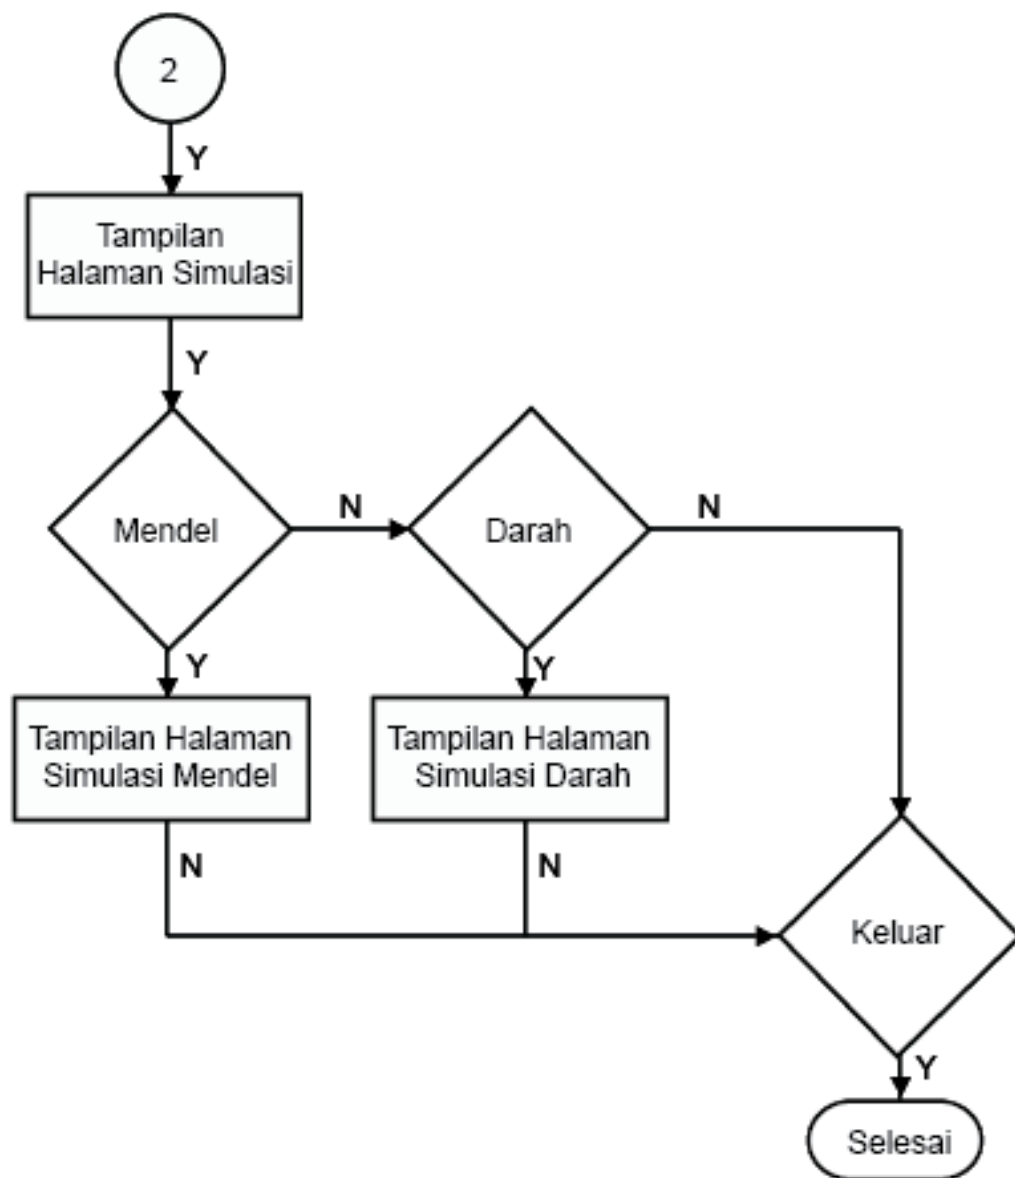 2
Y
Tampilan
Halaman Simulasi
Y
Mendel
N
Darah
N
Y
Y
Tampilan Halaman
Simulasi Mendel
Tampilan Halaman
Simulasi Darah
N
N
Keluar
Y
Selesai